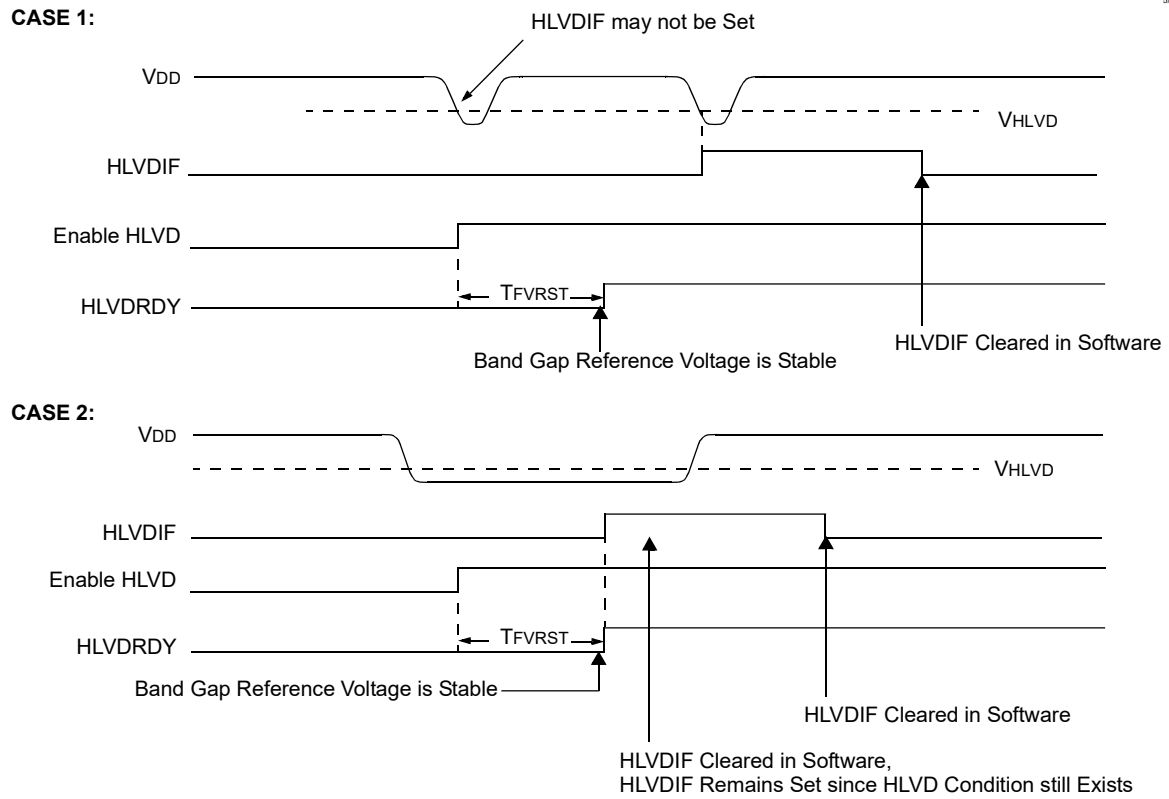 CASE 1:
HLVDIF may not be Set
VDD
VHLVD
HLVDIF
Enable HLVD
TFVRST
HLVDRDY
HLVDIF Cleared in Software
Band Gap Reference Voltage is Stable
CASE 2:
VDD
VHLVD
HLVDIF
Enable HLVD
TFVRST
HLVDRDY
Band Gap Reference Voltage is Stable
HLVDIF Cleared in Software
HLVDIF Cleared in Software,
HLVDIF Remains Set since HLVD Condition still Exists